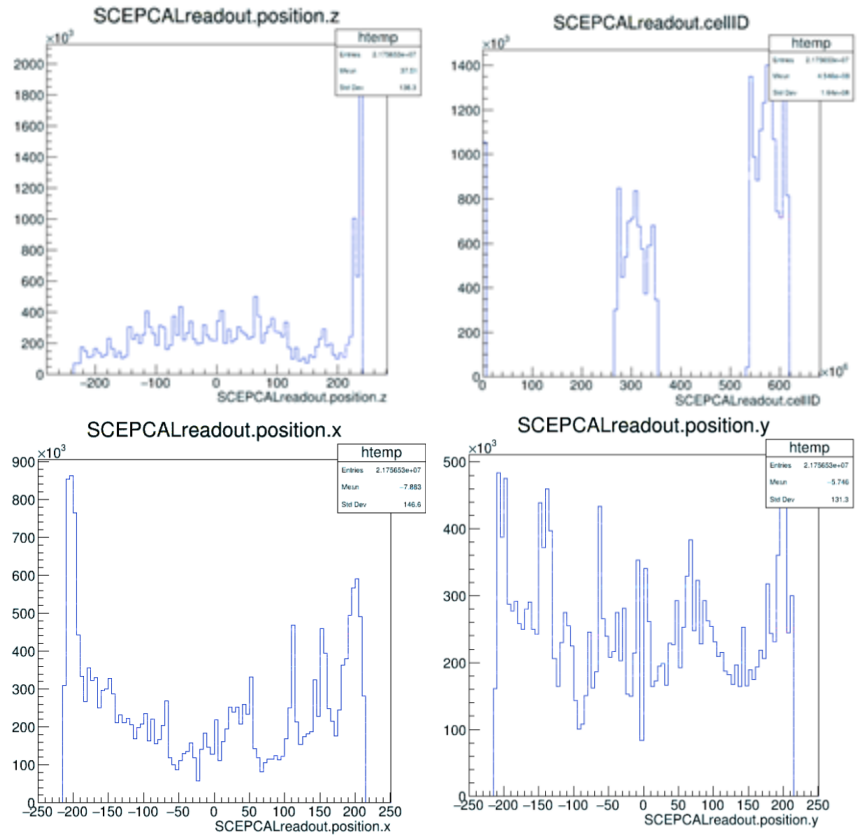 SCEPCALreadout.position.z
×10³
htemp
Entries 2.175653e+07
Mean 37.51
Std Dev 138.3
2000
1800
1600
1400
1200
1000
800
600
400
200
0
−200 −100 0 100 200
SCEPCALreadout.position.z
SCEPCALreadout.cellID
×10³
htemp
Entries 2.175653e+07
Mean
Std Dev
1400
1200
1000
800
600
400
200
0
0 100 200 300 400 500 600 ×10⁶
SCEPCALreadout.cellID
SCEPCALreadout.position.x
×10³
htemp
Entries 2.175653e+07
Mean −7.883
Std Dev 146.6
900
800
700
600
500
400
300
200
100
0
−250 −200 −150 −100 −50 0 50 100 150 200 250
SCEPCALreadout.position.x
SCEPCALreadout.position.y
×10³
htemp
Entries 2.175653e+07
Mean −5.746
Std Dev 131.3
500
400
300
200
100
0
−250 −200 −150 −100 −50 0 50 100 150 200 250
SCEPCALreadout.position.y